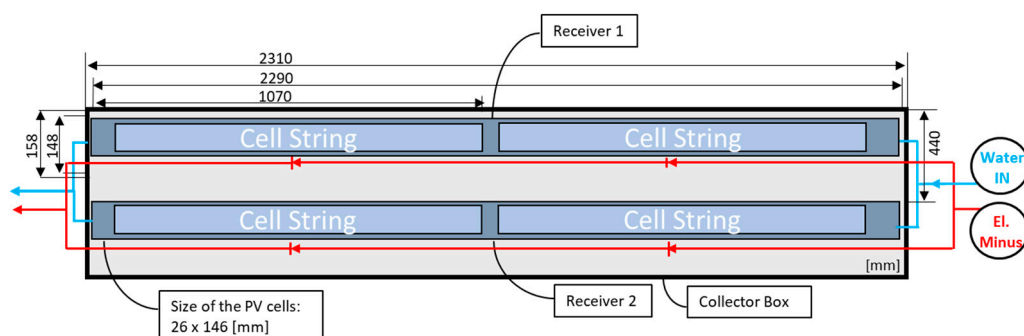 Receiver 1
2310
2290
1070
158
148
Cell String
Cell String
440
Water
IN
Cell String
Cell String
El.
Minus
[mm]
Size of the PV cells:
26 x 146 [mm]
Receiver 2
Collector Box